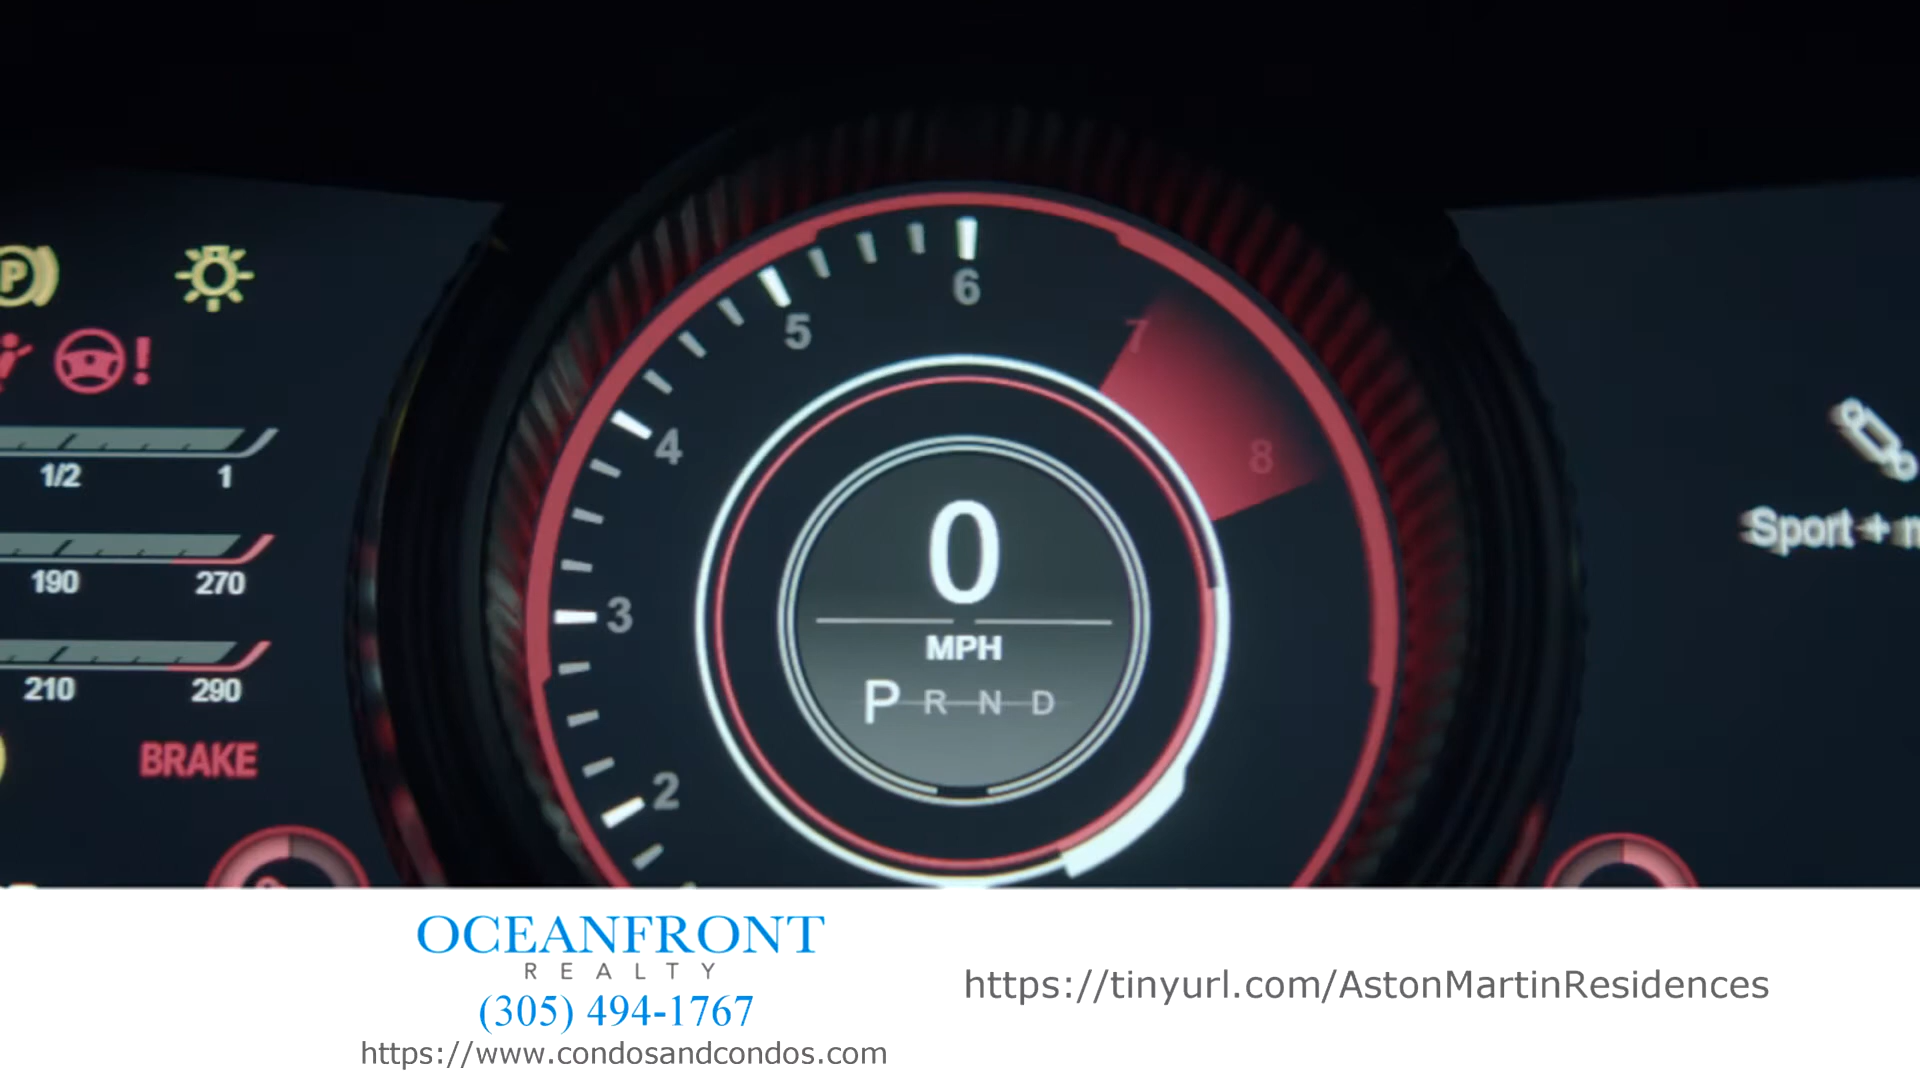 6
5
7
4
8
3
2
0
MPH
P R N D
P
!
1/2 1
190 270
210 290
BRAKE
Sport +
OCEANFRONT
REALTY
(305) 494-1767
https://www.condosandcondos.com
https://tinyurl.com/AstonMartinResidences